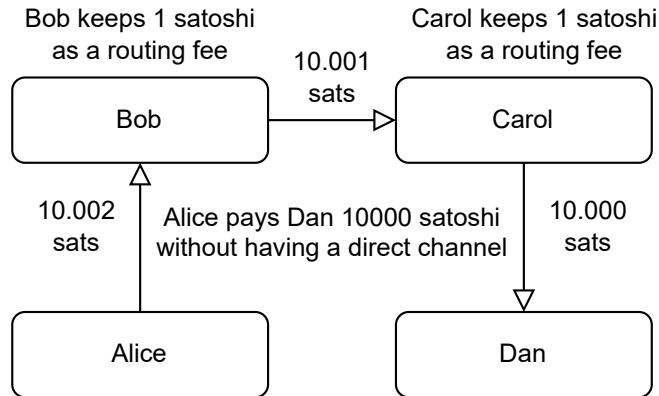 Bob keeps 1 satoshi
as a routing fee
Carol keeps 1 satoshi
as a routing fee
10.001
sats
Bob
Carol
10.002
sats
Alice pays Dan 10000 satoshi
without having a direct channel
10.000
sats
Alice
Dan